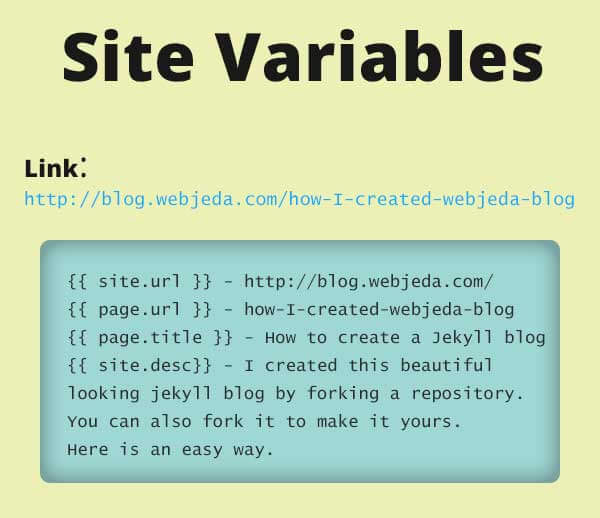 Site Variables
Link:
http://blog.webjeda.com/how-I-created-webjeda-blog
{{ site.url }} - http://blog.webjeda.com/
{{ page.url }} - how-I-created-webjeda-blog
{{ page.title }} - How to create a Jekyll blog
{{ site.desc}} - I created this beautiful
looking jekyll blog by forking a repository.
You can also fork it to make it yours.
Here is an easy way.